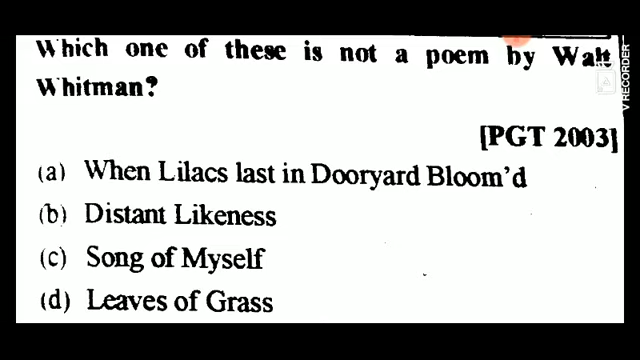 Which one of these is not a poem by Walt
Whitman?
[PGT 2003]
(a) When Lilacs last in Dooryard Bloom'd
(b) Distant Likeness
(c) Song of Myself
(d) Leaves of Grass
V RECORDER